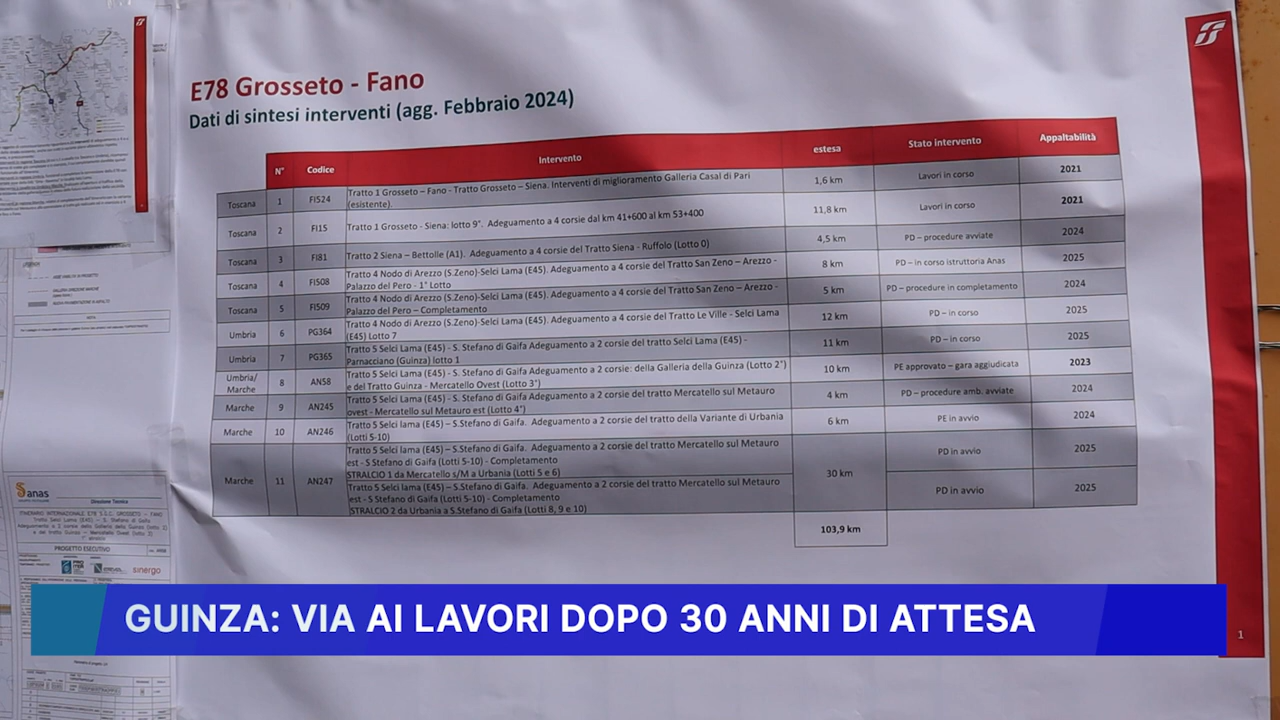 E78 Grosseto - Fano
Dati di sintesi interventi (agg. Febbraio 2024)
N° Codice Intervento estesa Stato intervento Appaltabilità
Toscana 1 FI524 Tratto 1 Grosseto – Fano - Tratto Grosseto – Siena. Interventi di miglioramento Galleria Casal di Pari 1,6 km Lavori in corso 2021
(esistente).
Toscana 2 FI15 Tratto 1 Grosseto - Siena: lotto 9°. Adeguamento a 4 corsie dal km 41+600 al km 53+400 11,8 km Lavori in corso 2021
Toscana 3 FI81 Tratto 2 Siena – Bettolle (A1). Adeguamento a 4 corsie del Tratto Siena - Ruffolo (Lotto 0) 4,5 km PD – procedure avviate 2024
Toscana 4 FI508 Tratto 4 Nodo di Arezzo (S.Zeno)-Selci Lama (E45). Adeguamento a 4 corsie del Tratto San Zeno – Arezzo - 8 km PD – in corso istruttoria Anas 2025
Palazzo del Pero - 1° Lotto
Toscana 5 FI509 Tratto 4 Nodo di Arezzo (S.Zeno)-Selci Lama (E45). Adeguamento a 4 corsie del Tratto San Zeno – Arezzo - 5 km PD – procedure in completamento 2024
Palazzo del Pero – Completamento
Umbria 6 PG364 Tratto 4 Nodo di Arezzo (S.Zeno)-Selci Lama (E45). Adeguamento a 4 corsie del Tratto Le Ville - Selci Lama 12 km PD – in corso 2025
(E45) Lotto 7
Umbria 7 PG365 Tratto 5 Selci Lama (E45) - S. Stefano di Gaifa Adeguamento a 2 corsie del tratto Selci Lama (E45) - 11 km PD – in corso 2025
Parnacciano (Guinza) lotto 1
Umbria/ Marche 8 AN58 Tratto 5 Selci Lama (E45) - S. Stefano di Gaifa Adeguamento a 2 corsie: della Galleria della Guinza (Lotto 2°) 10 km PE approvato – gara aggiudicata 2023
e del Tratto Guinza - Mercatello Ovest (Lotto 3°)
Marche 9 AN245 Tratto 5 Selci Lama (E45) - S.Stefano di Gaifa Adeguamento a 2 corsie del tratto Mercatello sul Metauro 4 km PD – procedure amb. avviate 2024
ovest - Mercatello sul Metauro est (Lotto 4°)
Marche 10 AN246 Tratto 5 Selci lama (E45) – S.Stefano di Gaifa. Adeguamento a 2 corsie del tratto della Variante di Urbania 6 km PE in avvio 2024
(Lotti 5-10)
Marche 11 AN247 Tratto 5 Selci lama (E45) – S.Stefano di Gaifa. Adeguamento a 2 corsie del tratto Mercatello sul Metauro 30 km PD in avvio 2025
est - S.Stefano di Gaifa (Lotti 5-10) - Completamento
STRALCIO 1 da Mercatello s/M a Urbania (Lotti 5 e 6)
Tratto 5 Selci lama (E45) – S.Stefano di Gaifa. Adeguamento a 2 corsie del tratto Mercatello sul Metauro PD in avvio 2025
est - S Stefano di Gaifa (Lotti 5-10) - Completamento
STRALCIO 2 da Urbania a S.Stefano di Gaifa (Lotti 8, 9 e 10)
103,9 km
anas
Direzione Tecnica
PROGETTO ESECUTIVO
sinergo
GUINZA: VIA AI LAVORI DOPO 30 ANNI DI ATTESA
1